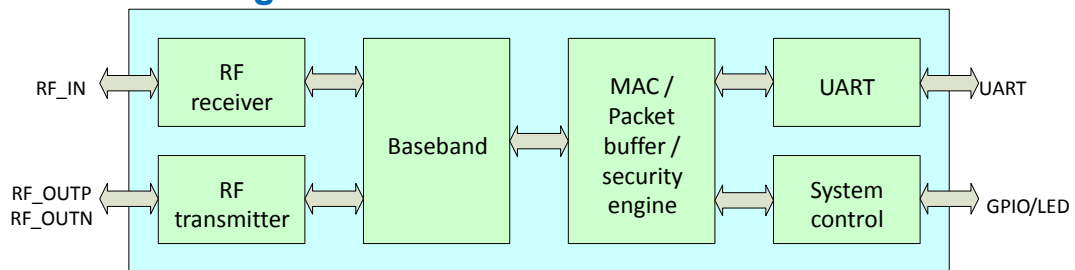 RF_IN
RF
receiver
RF_OUTP
RF_OUTN
RF
transmitter
Baseband
MAC /
Packet
buffer /
security
engine
UART
UART
System
control
GPIO/LED